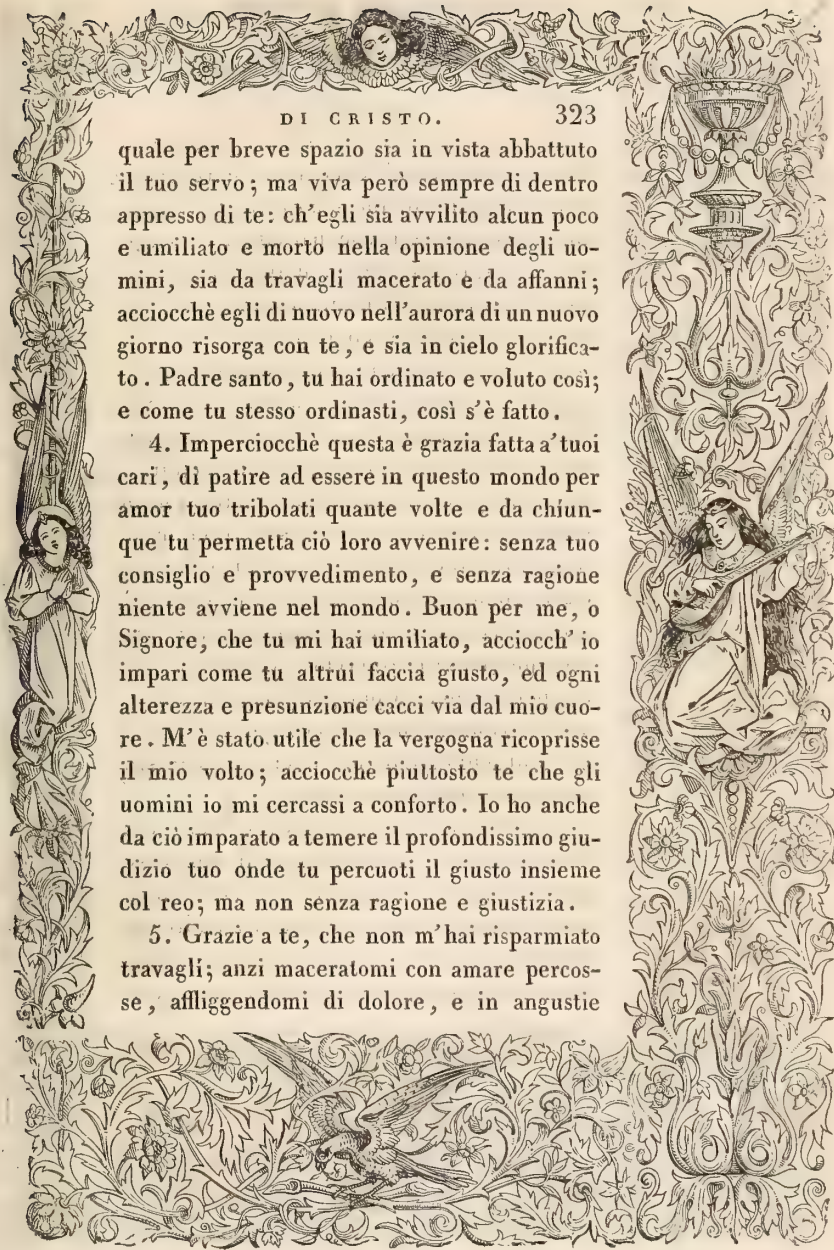 DI CRISTO. 323
quale per breve spazio sia in vista abbattuto
il tuo servo; ma viva però sempre di dentro
appresso di te: ch'egli sia avvilito alcun poco
e umiliato e morto nella opinione degli uo-
mini, sia da travagli macerato e da affanni;
acciocchè egli di nuovo nell'aurora di un nuovo
giorno risorga con te, e sia in cielo glorifica-
to. Padre santo, tu hai ordinato e voluto così;
e come tu stesso ordinasti, così s'è fatto.
4. Imperciocchè questa è grazia fatta a' tuoi
cari, di patire ad essere in questo mondo per
amor tuo tribolati quante volte e da chiun-
que tu permetta ciò loro avvenire: senza tuo
consiglio e provvedimento, e senza ragione
niente avviene nel mondo. Buon per me, o
Signore, che tu mi hai umiliato, acciocch' io
impari come tu altrui faccia giusto, ed ogni
alterezza e presunzione cacci via dal mio cuo-
re. M'è stato utile che la vergogna ricoprisse
il mio volto; acciocchè piuttosto te che gli
uomini io mi cercassi a conforto. Io ho anche
da ciò imparato a temere il profondissimo giu-
dizio tuo onde tu percuoti il giusto insieme
col reo; ma non senza ragione e giustizia.
5. Grazie a te, che non m'hai risparmiato
travagli; anzi maceratomi con amare percos-
se, affliggendomi di dolore, e in angustie